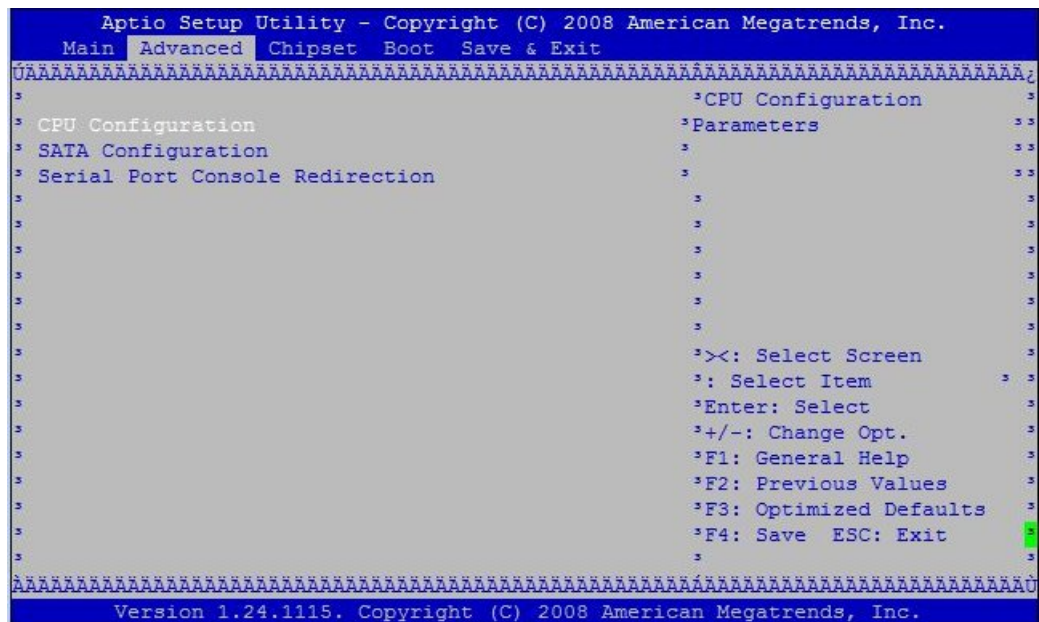 Aptio Setup Utility - Copyright (C) 2008 American Megatrends, Inc.
Main Advanced Chipset Boot Save & Exit
CPU Configuration
CPU Configuration Parameters
SATA Configuration
Serial Port Console Redirection
><: Select Screen
: Select Item
Enter: Select
+/-: Change Opt.
F1: General Help
F2: Previous Values
F3: Optimized Defaults
F4: Save ESC: Exit
Version 1.24.1115. Copyright (C) 2008 American Megatrends, Inc.